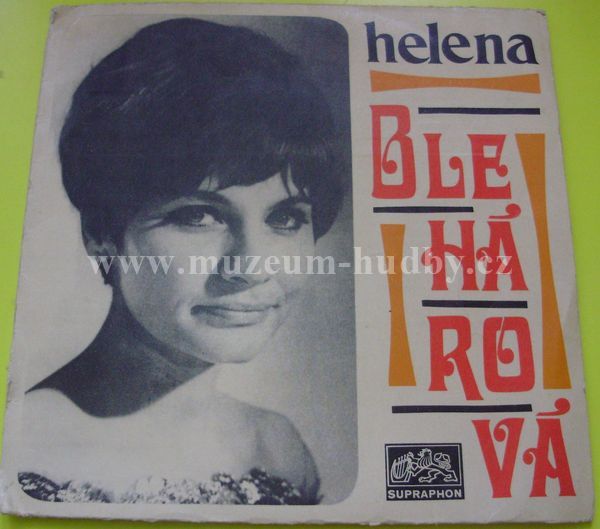 helena
BLE
HÁ
RO
VÁ
SUPRAPHON
www.muzeum-hudby.cz